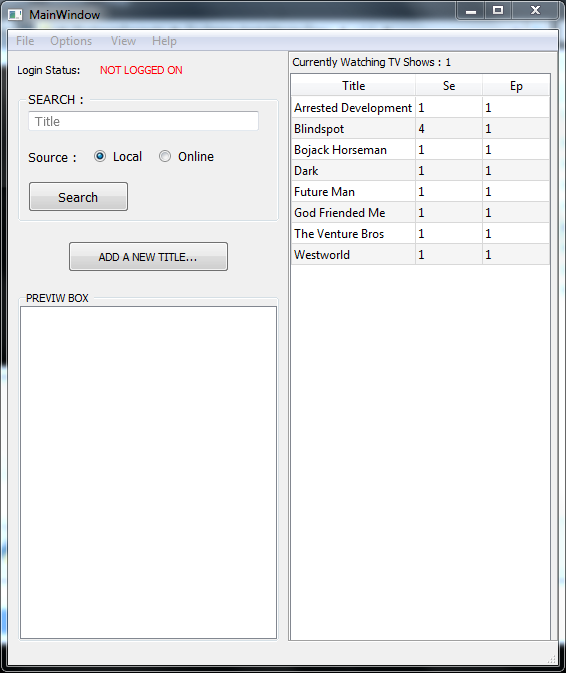 MainWindow
File Options View Help
Login Status: NOT LOGGED ON
SEARCH :
Title
Source : Local Online
Search
ADD A NEW TITLE...
PREVIW BOX
Currently Watching TV Shows : 1
Title Se Ep
Arrested Development 1 1
Blindspot 4 1
Bojack Horseman 1 1
Dark 1 1
Future Man 1 1
God Friended Me 1 1
The Venture Bros 1 1
Westworld 1 1